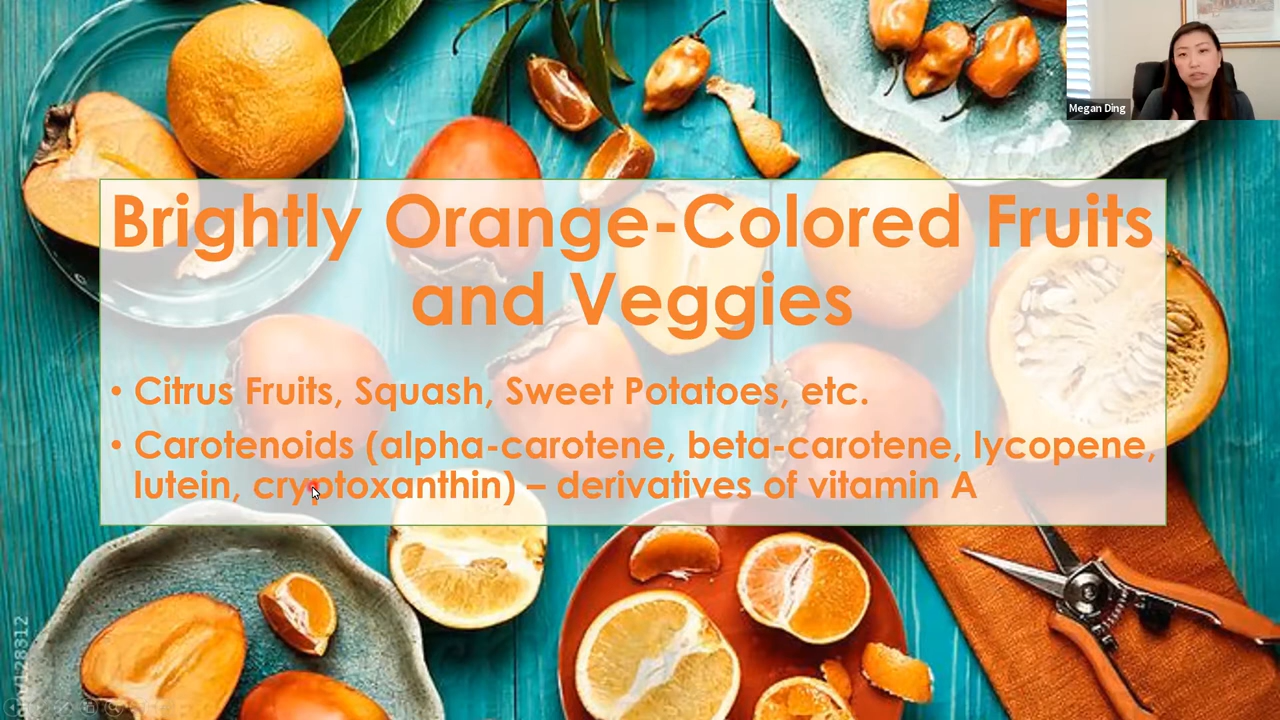 Megan Ding
Brightly Orange-Colored Fruits
and Veggies
• Citrus Fruits, Squash, Sweet Potatoes, etc.
• Carotenoids (alpha-carotene, beta-carotene, lycopene,
lutein, cryptoxanthin) – derivatives of vitamin A